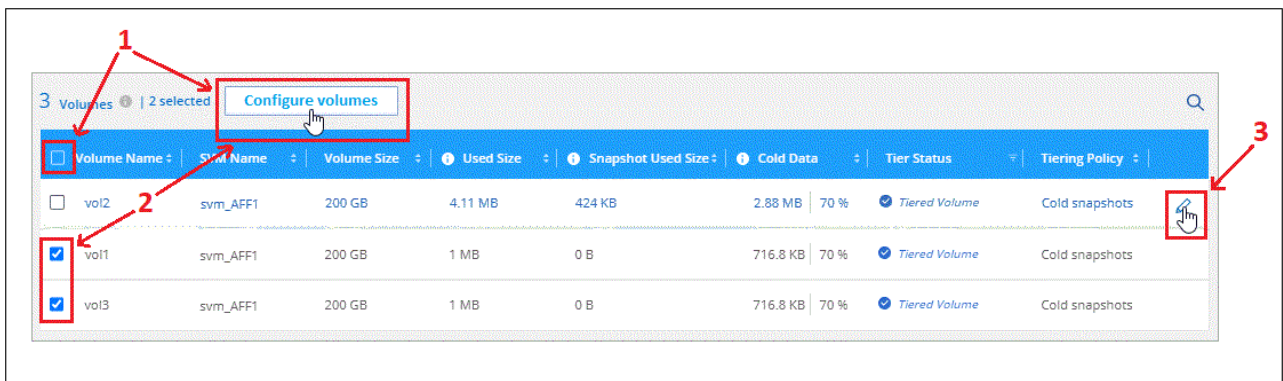 1
3 Volumes | 2 selected Configure volumes
3
Volume Name SVM Name Volume Size Used Size Snapshot Used Size Cold Data Tier Status Tiering Policy
2
vol2 svm_AFF1 200 GB 4.11 MB 424 KB 2.88 MB 70 % Tiered Volume Cold snapshots
vol1 svm_AFF1 200 GB 1 MB 0 B 716.8 KB 70 % Tiered Volume Cold snapshots
vol3 svm_AFF1 200 GB 1 MB 0 B 716.8 KB 70 % Tiered Volume Cold snapshots